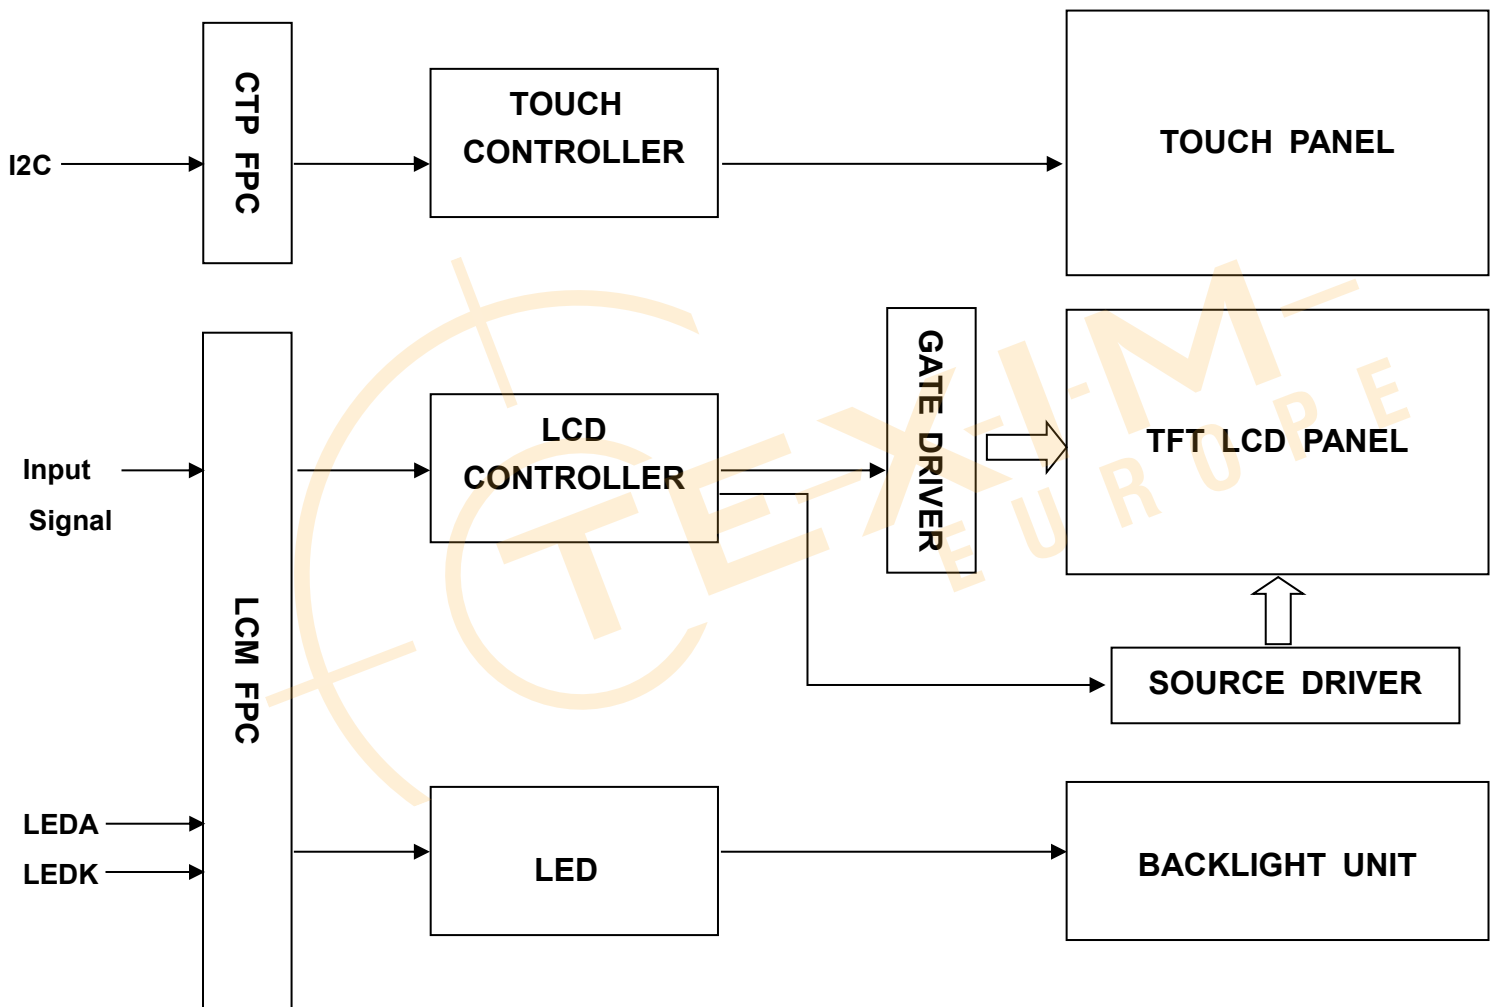 I2C
CTP FPC
TOUCH
CONTROLLER
TOUCH PANEL
Input
Signal
LCM FPC
LCD
CONTROLLER
GATE DRIVER
TFT LCD PANEL
SOURCE DRIVER
LEDA
LEDK
LED
BACKLIGHT UNIT
TEXIM
EUROPE